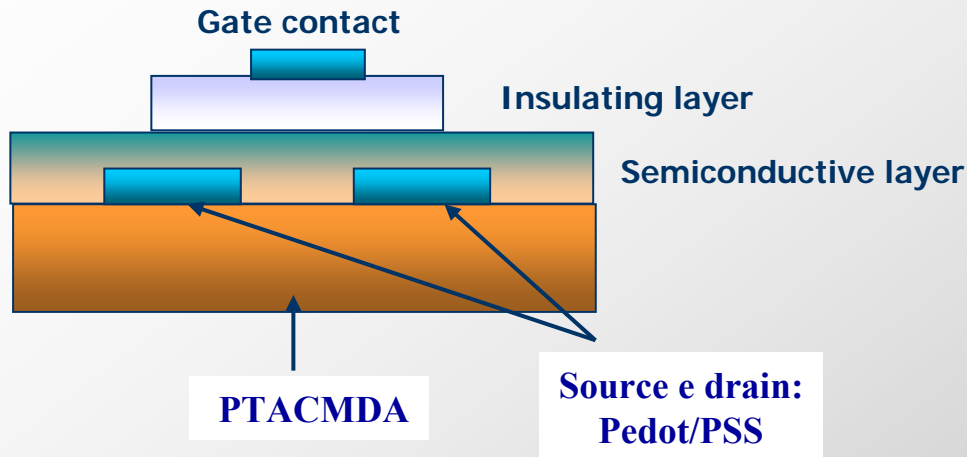 Gate contact
Insulating layer
Semiconductive layer
PTACMDA
Source e drain:
Pedot/PSS